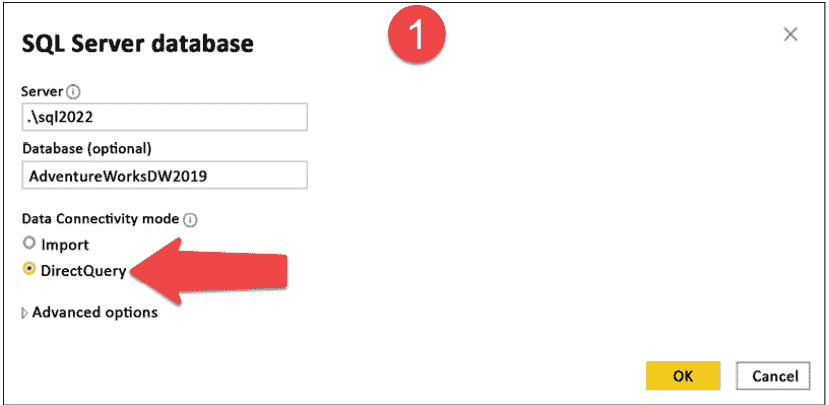 1
SQL Server database
Server
.\sql2022
Database (optional)
AdventureWorksDW2019
Data Connectivity mode
Import
DirectQuery
Advanced options
OK
Cancel